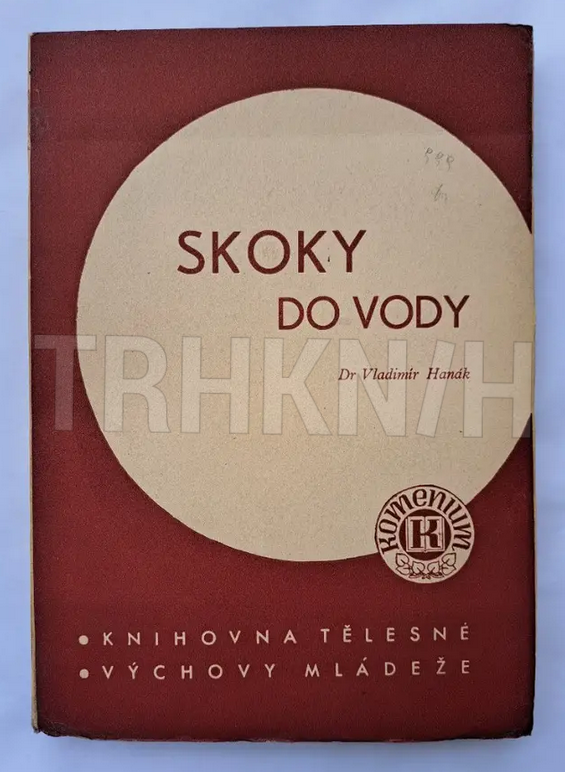 SKOKY
DO VODY
TRHKNIH
Dr Vladimír Hanák
Komenium
K
• KNIHOVNA TĚLESNÉ
• VÝCHOVY MLÁDEŽE